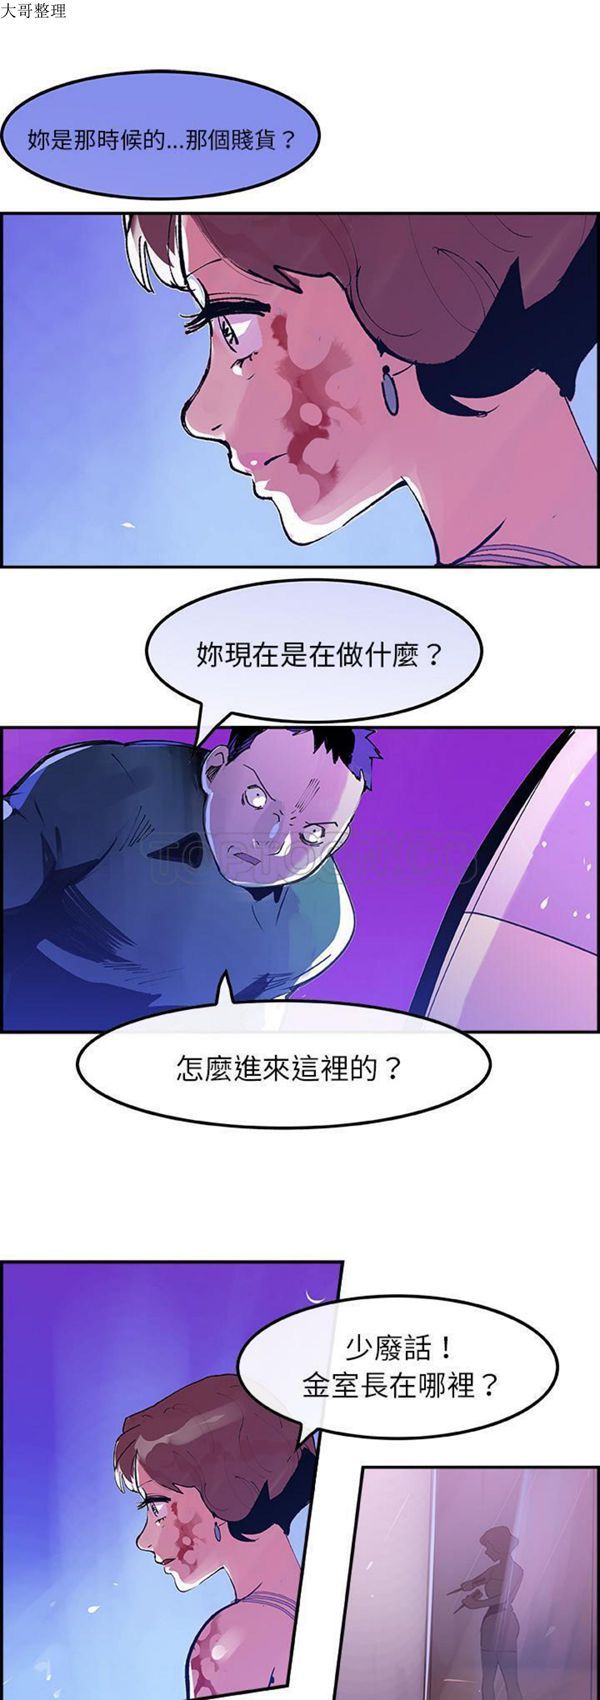 大哥整理
妳是那時候的...那個賤貨？
妳現在是在做什麼？
怎麼進來這裡的？
少廢話！
金室長在哪裡？